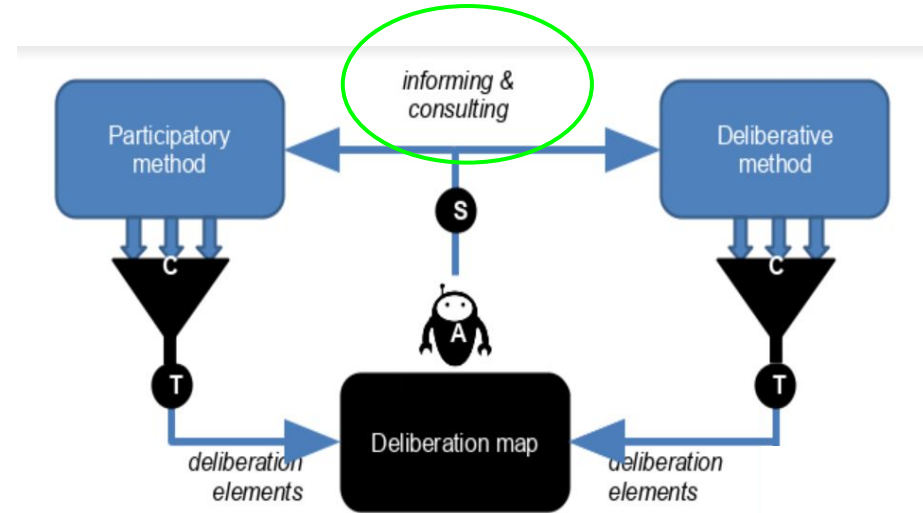 informing &
consulting
Participatory
method
Deliberative
method
S
C
C
A
T
T
Deliberation map
deliberation
elements
deliberation
elements